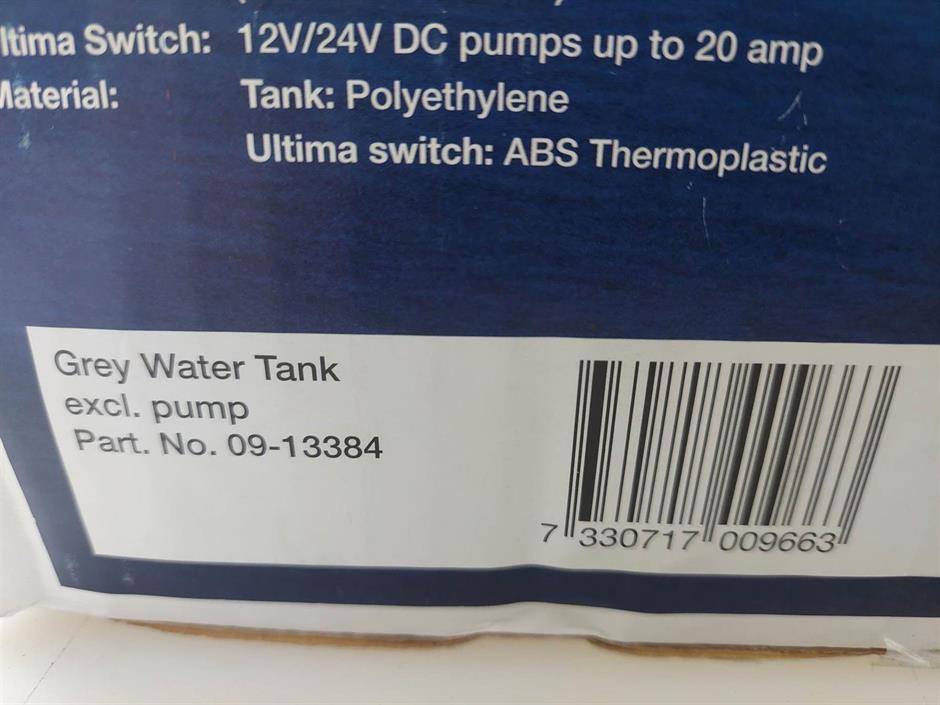 ltima Switch: 12V/24V DC pumps up to 20 amp
Material: Tank: Polyethylene
Ultima switch: ABS Thermoplastic
Grey Water Tank
excl. pump
Part. No. 09-13384
7 330717 009663